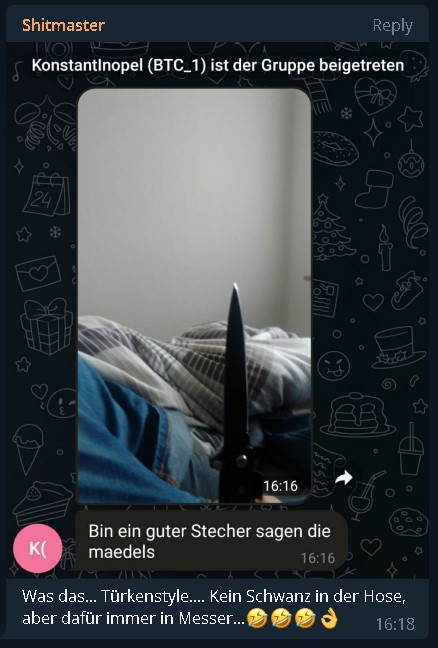 Shitmaster
Reply
KonstantInopel (BTC_1) ist der Gruppe beigetreten
16:16
Bin ein guter Stecher sagen die
maedels
K(
16:16
Was das... Türkenstyle.... Kein Schwanz in der Hose,
aber dafür immer in Messer...🤣🤣🤣👌
16:18